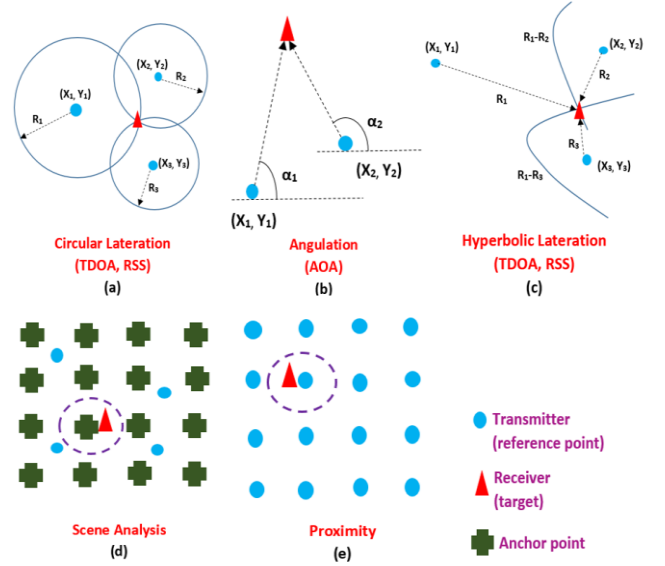 (X₁, Y₁)
R₁
(X₂, Y₂)
R₂
(X₃, Y₃)
R₃
Circular Lateration
(TDOA, RSS)
(a)
α₁
α₂
(X₁, Y₁)
(X₂, Y₂)
Angulation
(AOA)
(b)
(X₁, Y₁)
R₁-R₂
(X₂, Y₂)
R₂
R₁
R₃
(X₃, Y₃)
R₁-R₃
Hyperbolic Lateration
(TDOA, RSS)
(c)
Scene Analysis
(d)
Proximity
(e)
Transmitter
(reference point)
Receiver
(target)
Anchor point